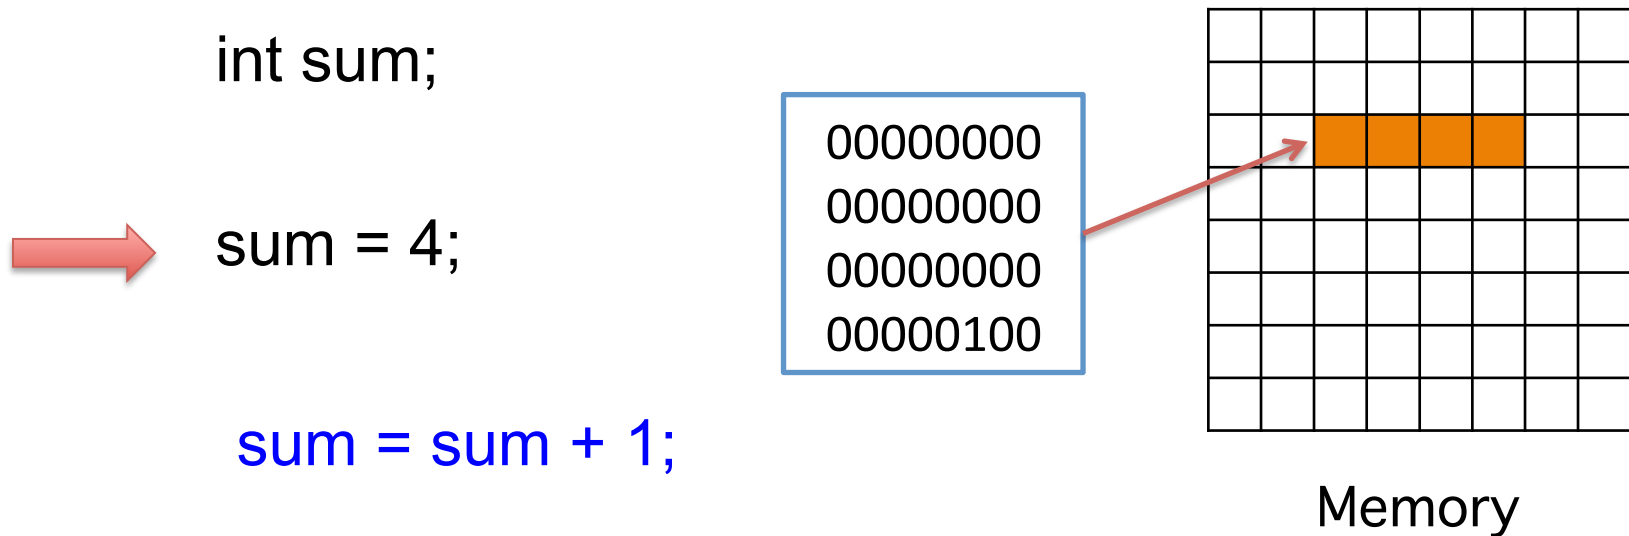 int sum;
sum = 4;
sum = sum + 1;
00000000
00000000
00000000
00000100
Memory